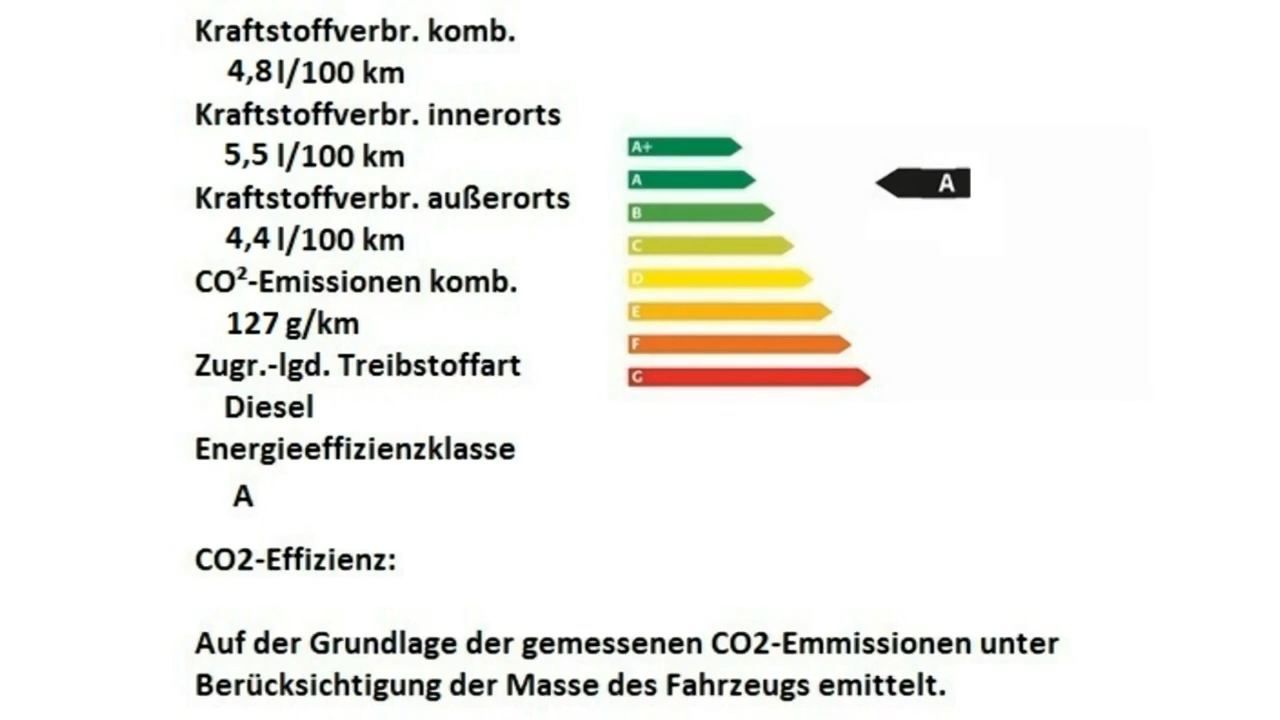 Kraftstoffverbr. komb.
4,8 l/100 km
Kraftstoffverbr. innerorts
5,5 l/100 km
Kraftstoffverbr. außerorts
4,4 l/100 km
CO²-Emissionen komb.
127 g/km
Zugr.-lgd. Treibstoffart
Diesel
Energieeffizienzklasse
A
A+
A
B
C
D
E
F
G
A
CO2-Effizienz:
Auf der Grundlage der gemessenen CO2-Emmissionen unter
Berücksichtigung der Masse des Fahrzeugs emittelt.